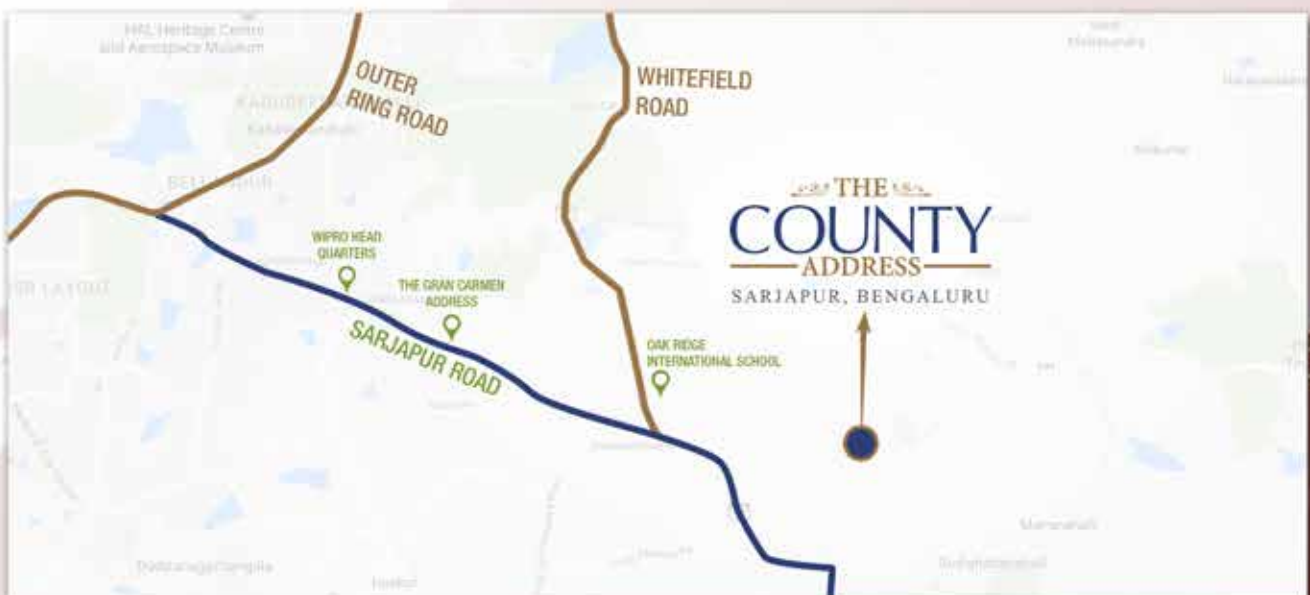 HAL Heritage Centre
and Aerospace Museum
OUTER
RING ROAD
WHITEFIELD
ROAD
BELLANDUR
THE
COUNTY
ADDRESS
SARJAPUR, BENGALURU
WIPRO HEAD
QUARTERS
THE GRAN CARMEN
ADDRESS
SARJAPUR ROAD
OAK RIDGE
INTERNATIONAL SCHOOL